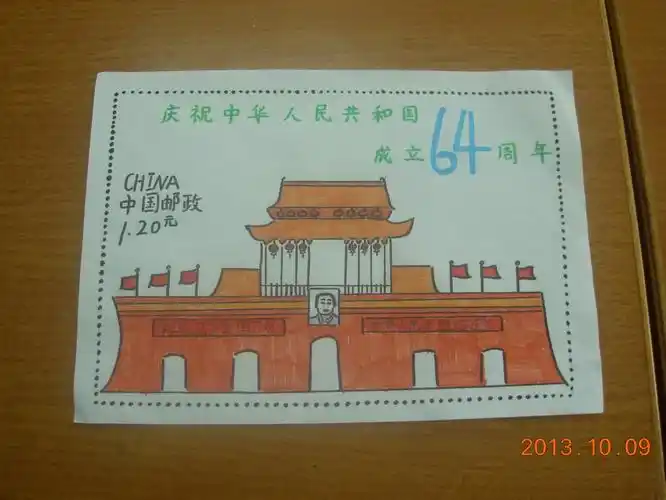 庆祝中华人民共和国
成立64周年
CHINA
中国邮政
1.20元
2013.10.09